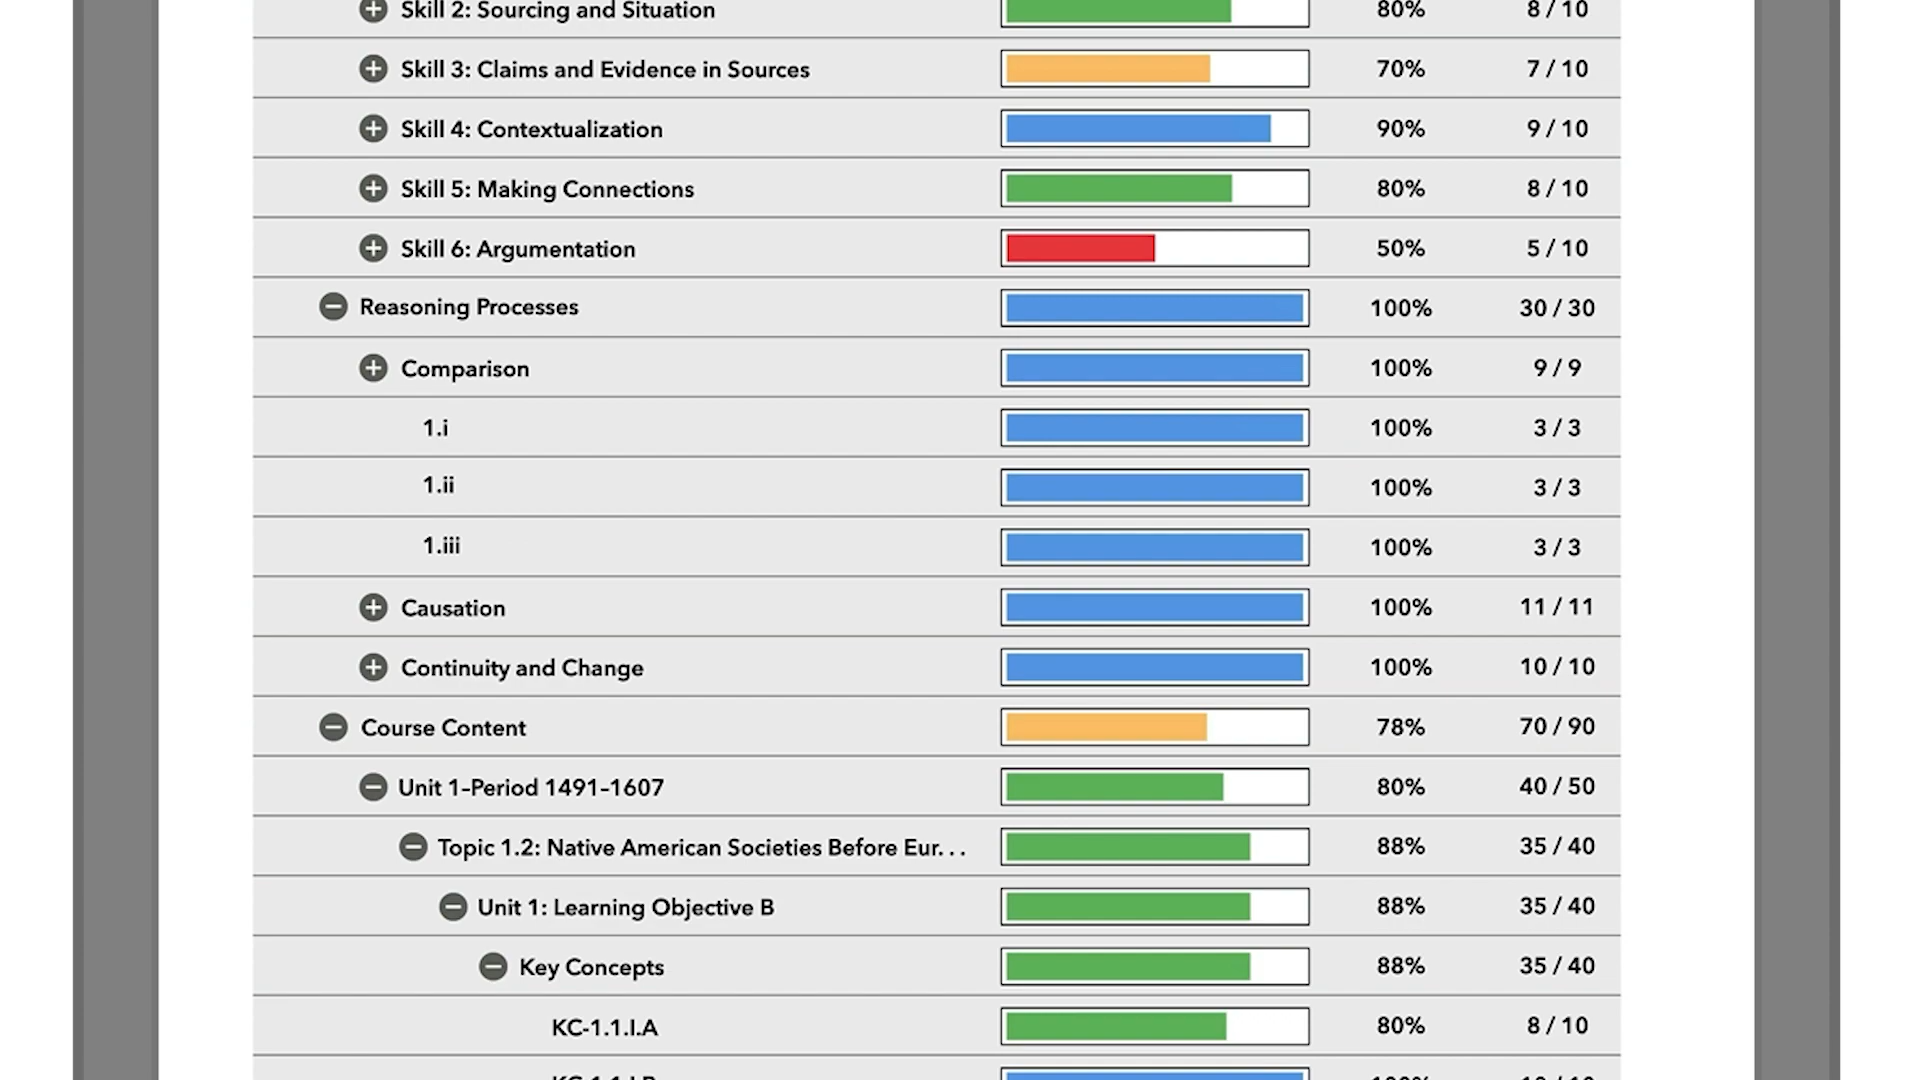 Skill 2: Sourcing and Situation 80% 8 / 10
Skill 3: Claims and Evidence in Sources 70% 7 / 10
Skill 4: Contextualization 90% 9 / 10
Skill 5: Making Connections 80% 8 / 10
Skill 6: Argumentation 50% 5 / 10
Reasoning Processes 100% 30 / 30
Comparison 100% 9 / 9
1.i 100% 3 / 3
1.ii 100% 3 / 3
1.iii 100% 3 / 3
Causation 100% 11 / 11
Continuity and Change 100% 10 / 10
Course Content 78% 70 / 90
Unit 1–Period 1491–1607 80% 40 / 50
Topic 1.2: Native American Societies Before Eur. . . 88% 35 / 40
Unit 1: Learning Objective B 88% 35 / 40
Key Concepts 88% 35 / 40
KC-1.1.I.A 80% 8 / 10